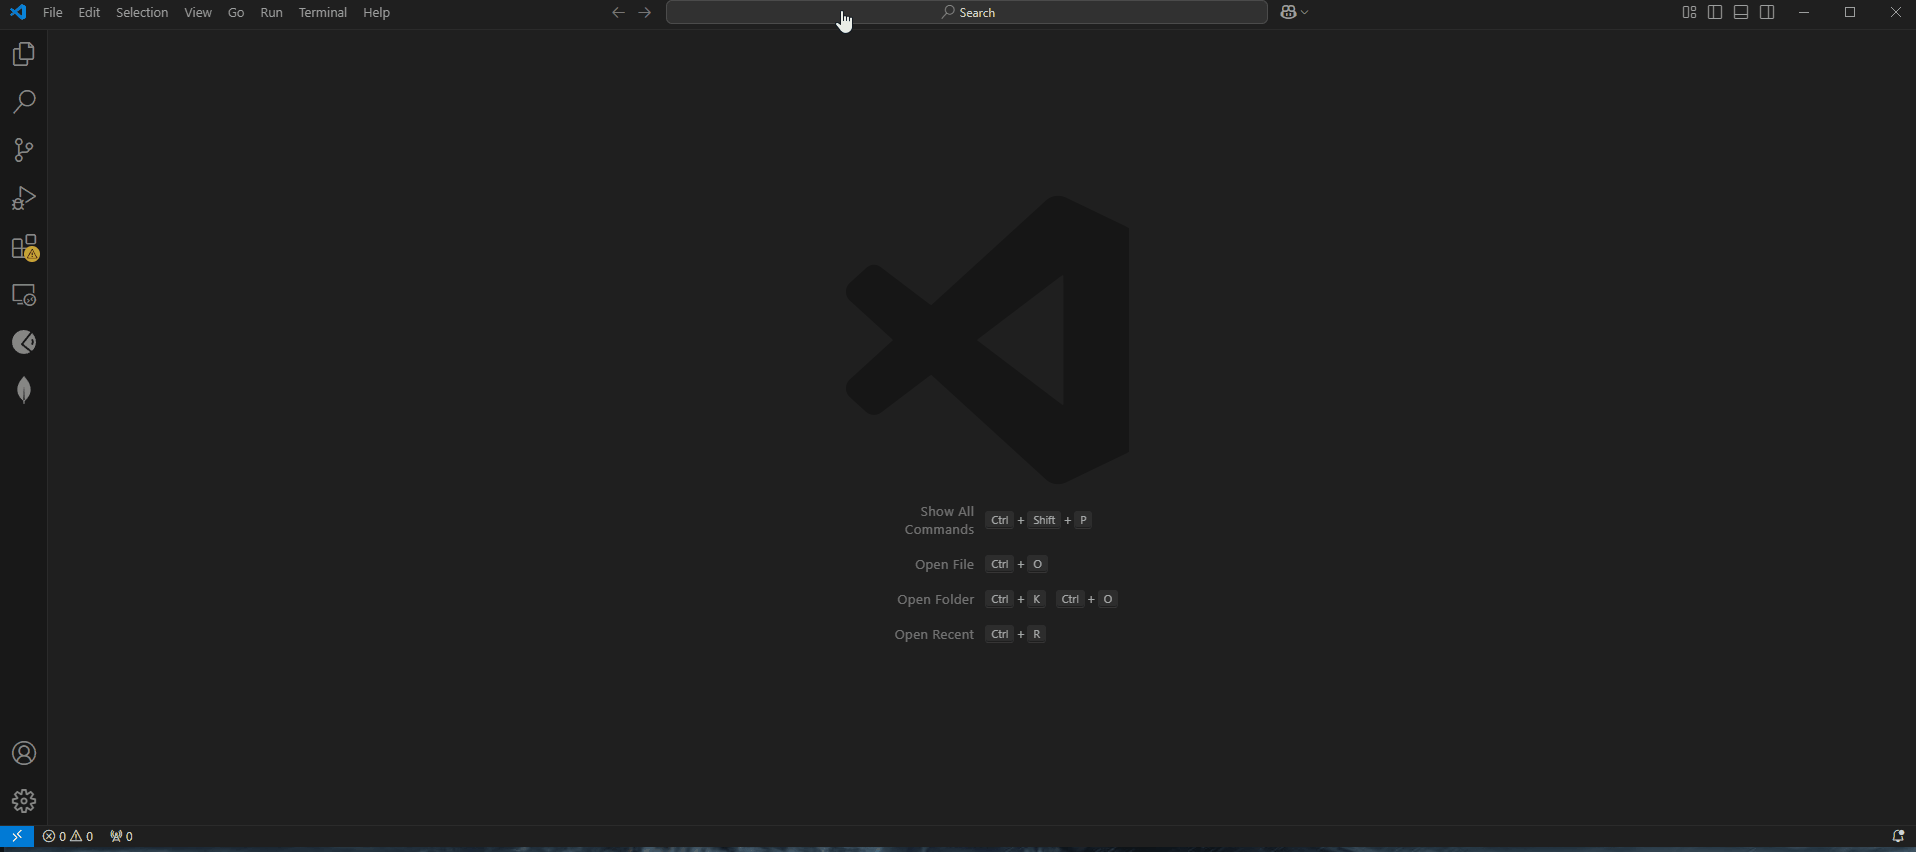 File Edit Selection View Go Run Terminal Help
Search
Show All
Commands
Ctrl + Shift + P
Open File Ctrl + O
Open Folder Ctrl + K Ctrl + O
Open Recent Ctrl + R
0 0 0